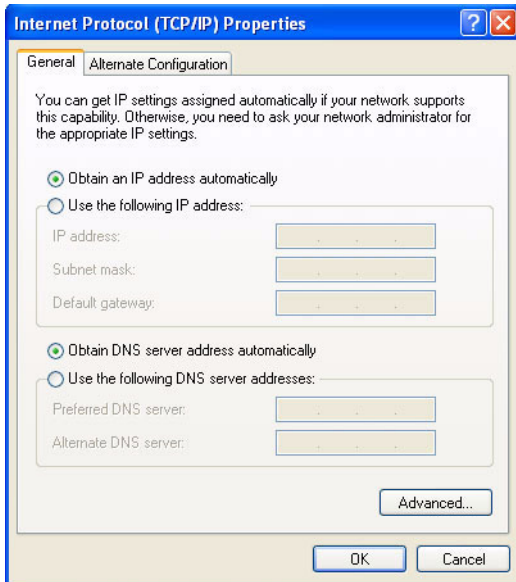 Internet Protocol (TCP/IP) Properties
General
Alternate Configuration
You can get IP settings assigned automatically if your network supports
this capability. Otherwise, you need to ask your network administrator for
the appropriate IP settings.
Obtain an IP address automatically
Use the following IP address:
IP address:
Subnet mask:
Default gateway:
Obtain DNS server address automatically
Use the following DNS server addresses:
Preferred DNS server:
Alternate DNS server:
Advanced...
OK
Cancel